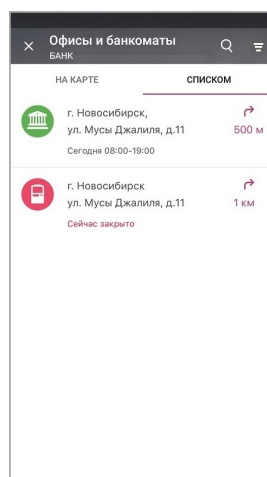 Офисы и банкоматы
БАНК
НА КАРТЕ
СПИСКОМ
г. Новосибирск,
ул. Мусы Джалиля, д.11
500 м
Сегодня 08:00-19:00
г. Новосибирск
ул. Мусы Джалиля, д.11
1 км
Сейчас закрыто